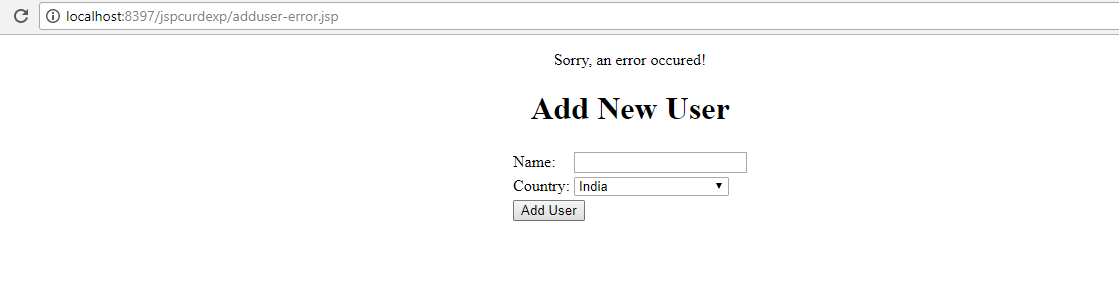 localhost:8397/jspcurdexp/adduser-error.jsp
Sorry, an error occured!
Add New User
Name:
Country: India
Add User